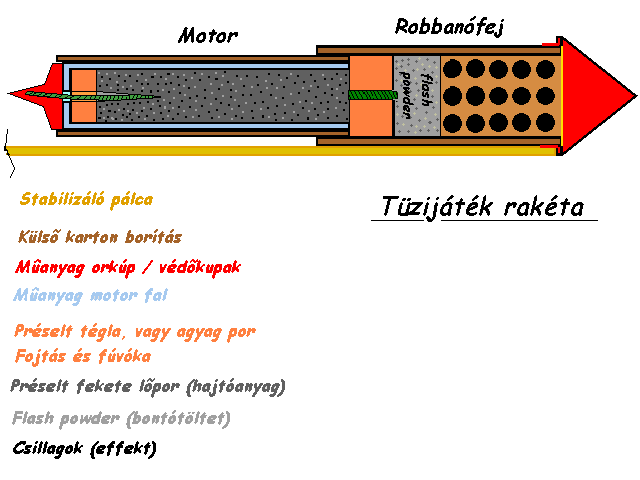 Motor
Robbanófej
flash
powder
Tüzijáték rakéta
Stabilizáló pálca
Külsõ karton borítás
Mûanyag orkúp / védõkupak
Mûanyag motor fal
Préselt tégla, vagy agyag por
Fojtás és fúvóka
Préselt fekete lõpor (hajtóanyag)
Flash powder (bontótöltet)
Csillagok (effekt)